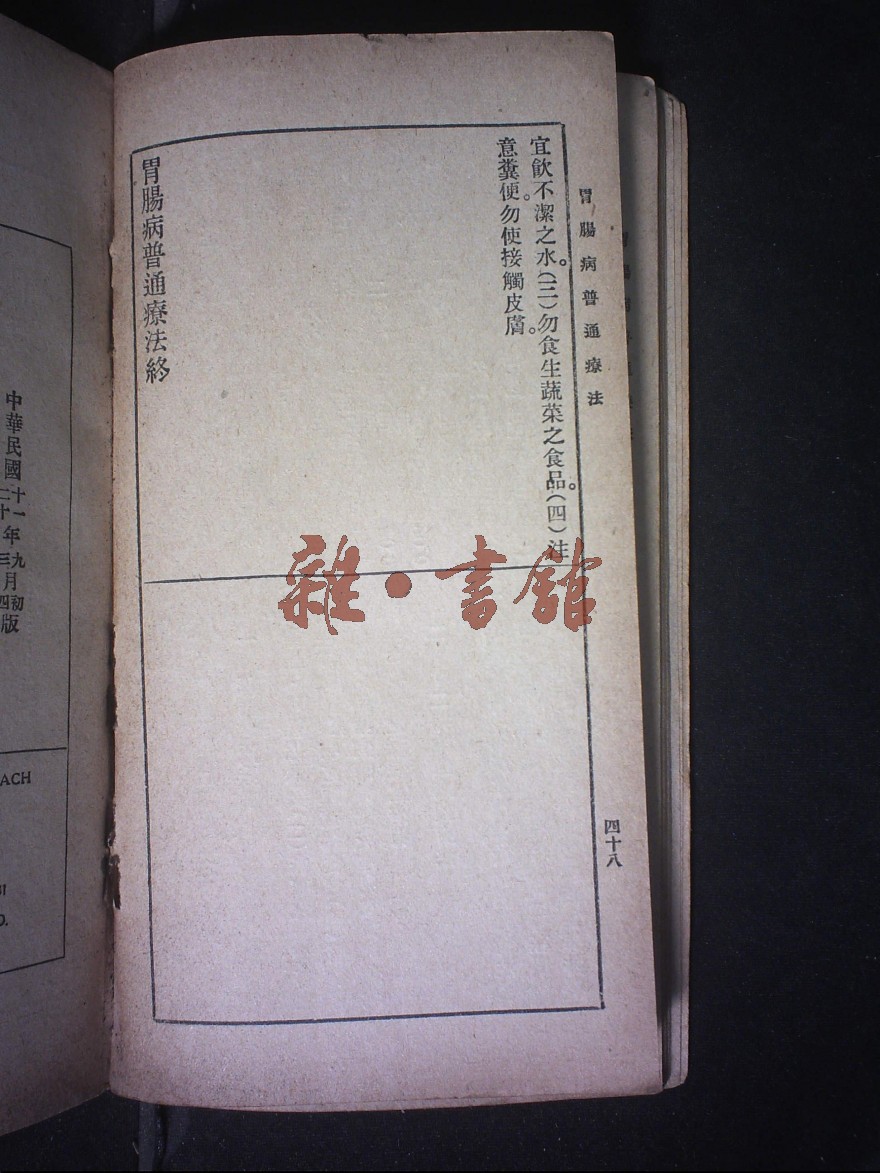 胃腸病普通療法
宜飲不潔之水。(三)勿食生蔬菜之食品。(四)注
意糞便。勿使接觸皮膚。
胃腸病普通療法終
四十八
雜·書館
中華民國十一年九月初版
二十三四版
ACH